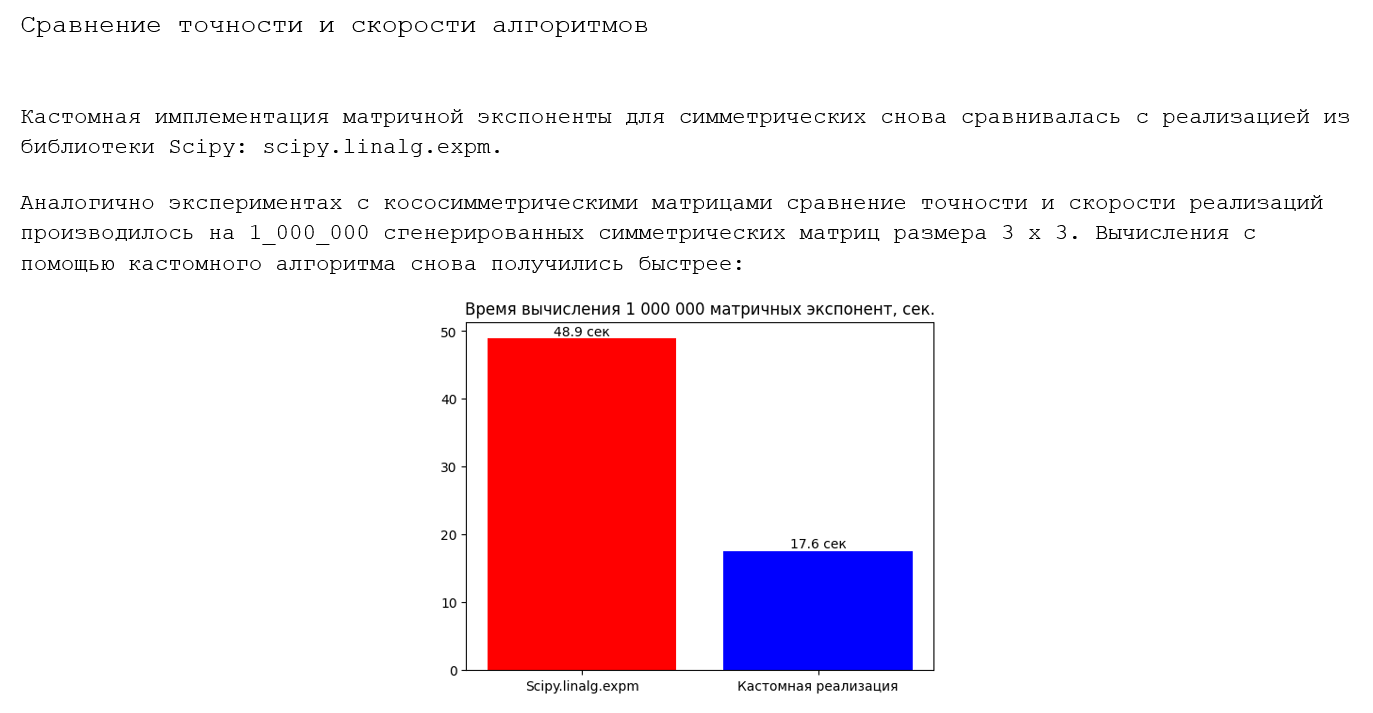 Сравнение точности и скорости алгоритмов
Кастомная имплементация матричной экспоненты для симметрических снова сравнивалась с реализацией из
библиотеки Scipy: scipy.linalg.expm.
Аналогично экспериментах с кососимметрическими матрицами сравнение точности и скорости реализаций
производилось на 1_000_000 сгенерированных симметрических матриц размера 3 x 3. Вычисления с
помощью кастомного алгоритма снова получились быстрее:
Время вычисления 1 000 000 матричных экспонент, сек.
50
48.9 сек
40
30
20
17.6 сек
10
0
Scipy.linalg.expm
Кастомная реализация